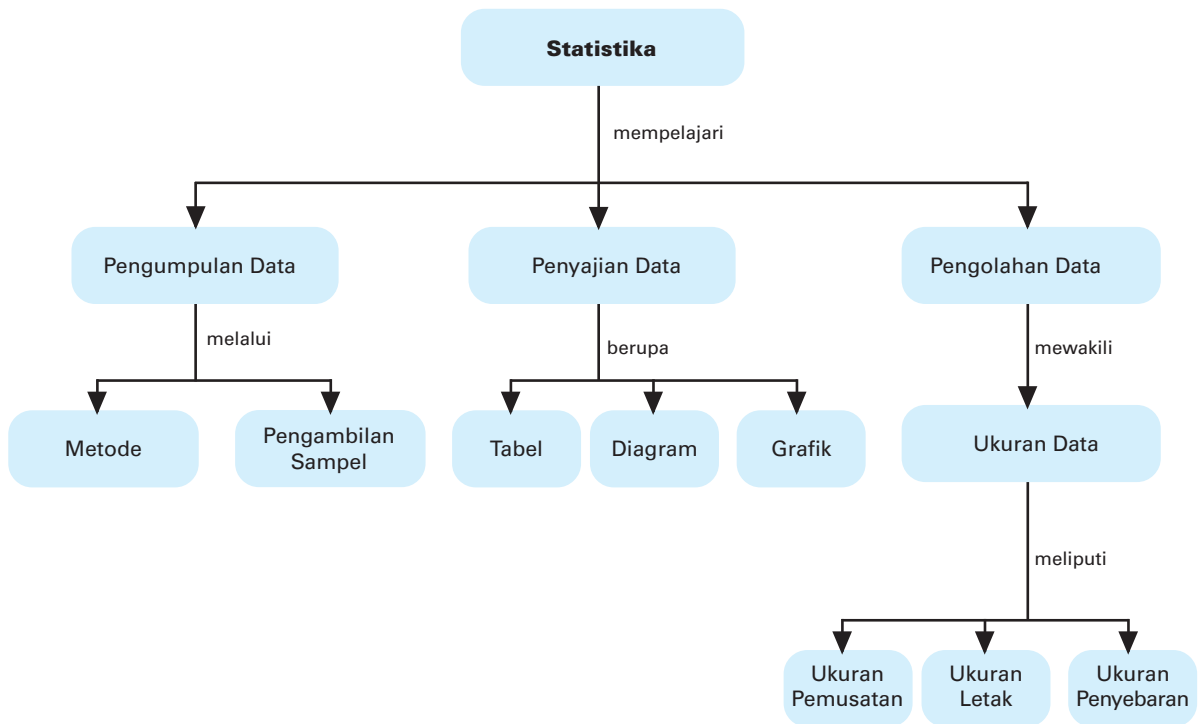 Statistika
mempelajari
Pengumpulan Data
Penyajian Data
Pengolahan Data
melalui
berupa
mewakili
Metode
Pengambilan
Sampel
Tabel
Diagram
Grafik
Ukuran Data
meliputi
Ukuran
Pemusatan
Ukuran
Letak
Ukuran
Penyebaran